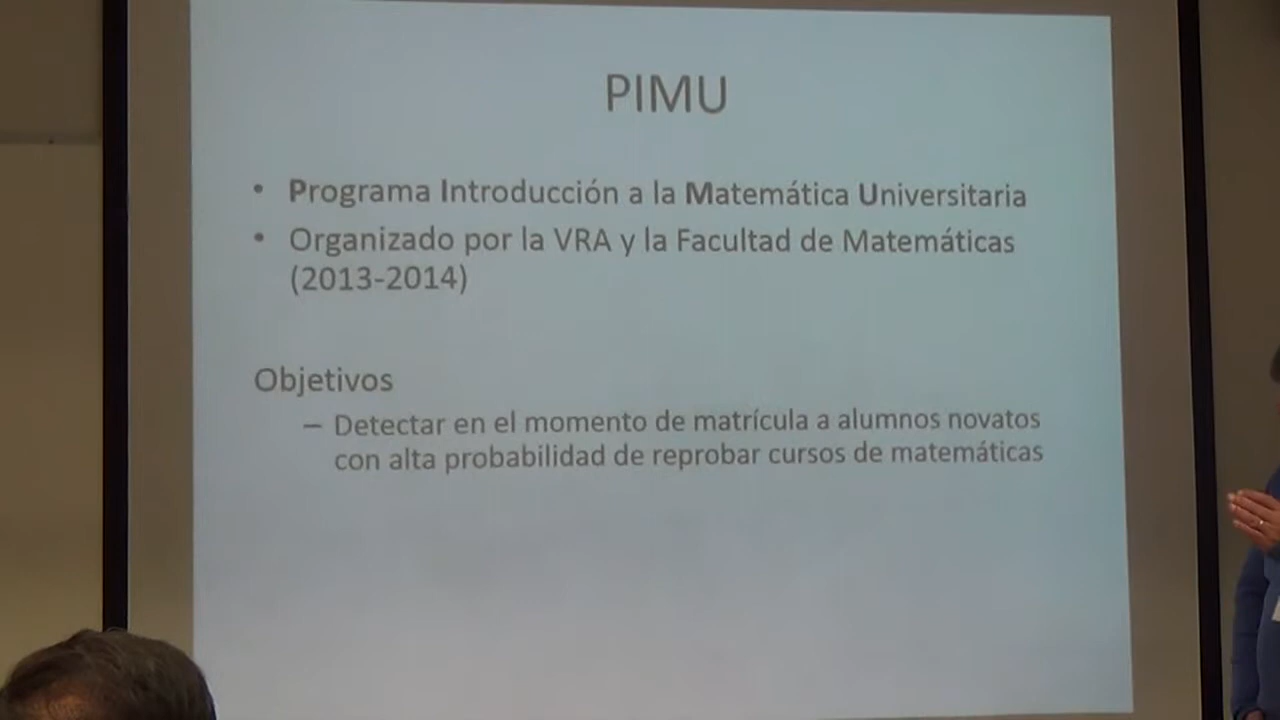 PIMU
• Programa Introducción a la Matemática Universitaria
• Organizado por la VRA y la Facultad de Matemáticas
(2013-2014)
Objetivos
– Detectar en el momento de matrícula a alumnos novatos
con alta probabilidad de reprobar cursos de matemáticas